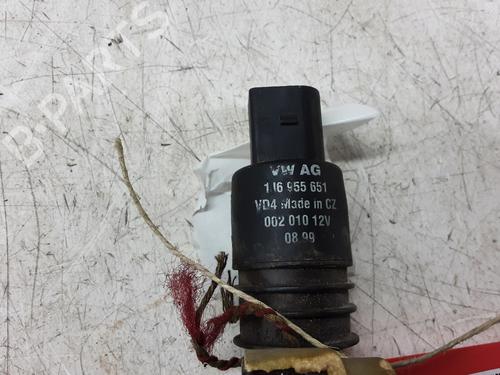 B-PARTS
VW AG
1J6 955 651
VD4 Made in CZ
002 010 12V
08.99